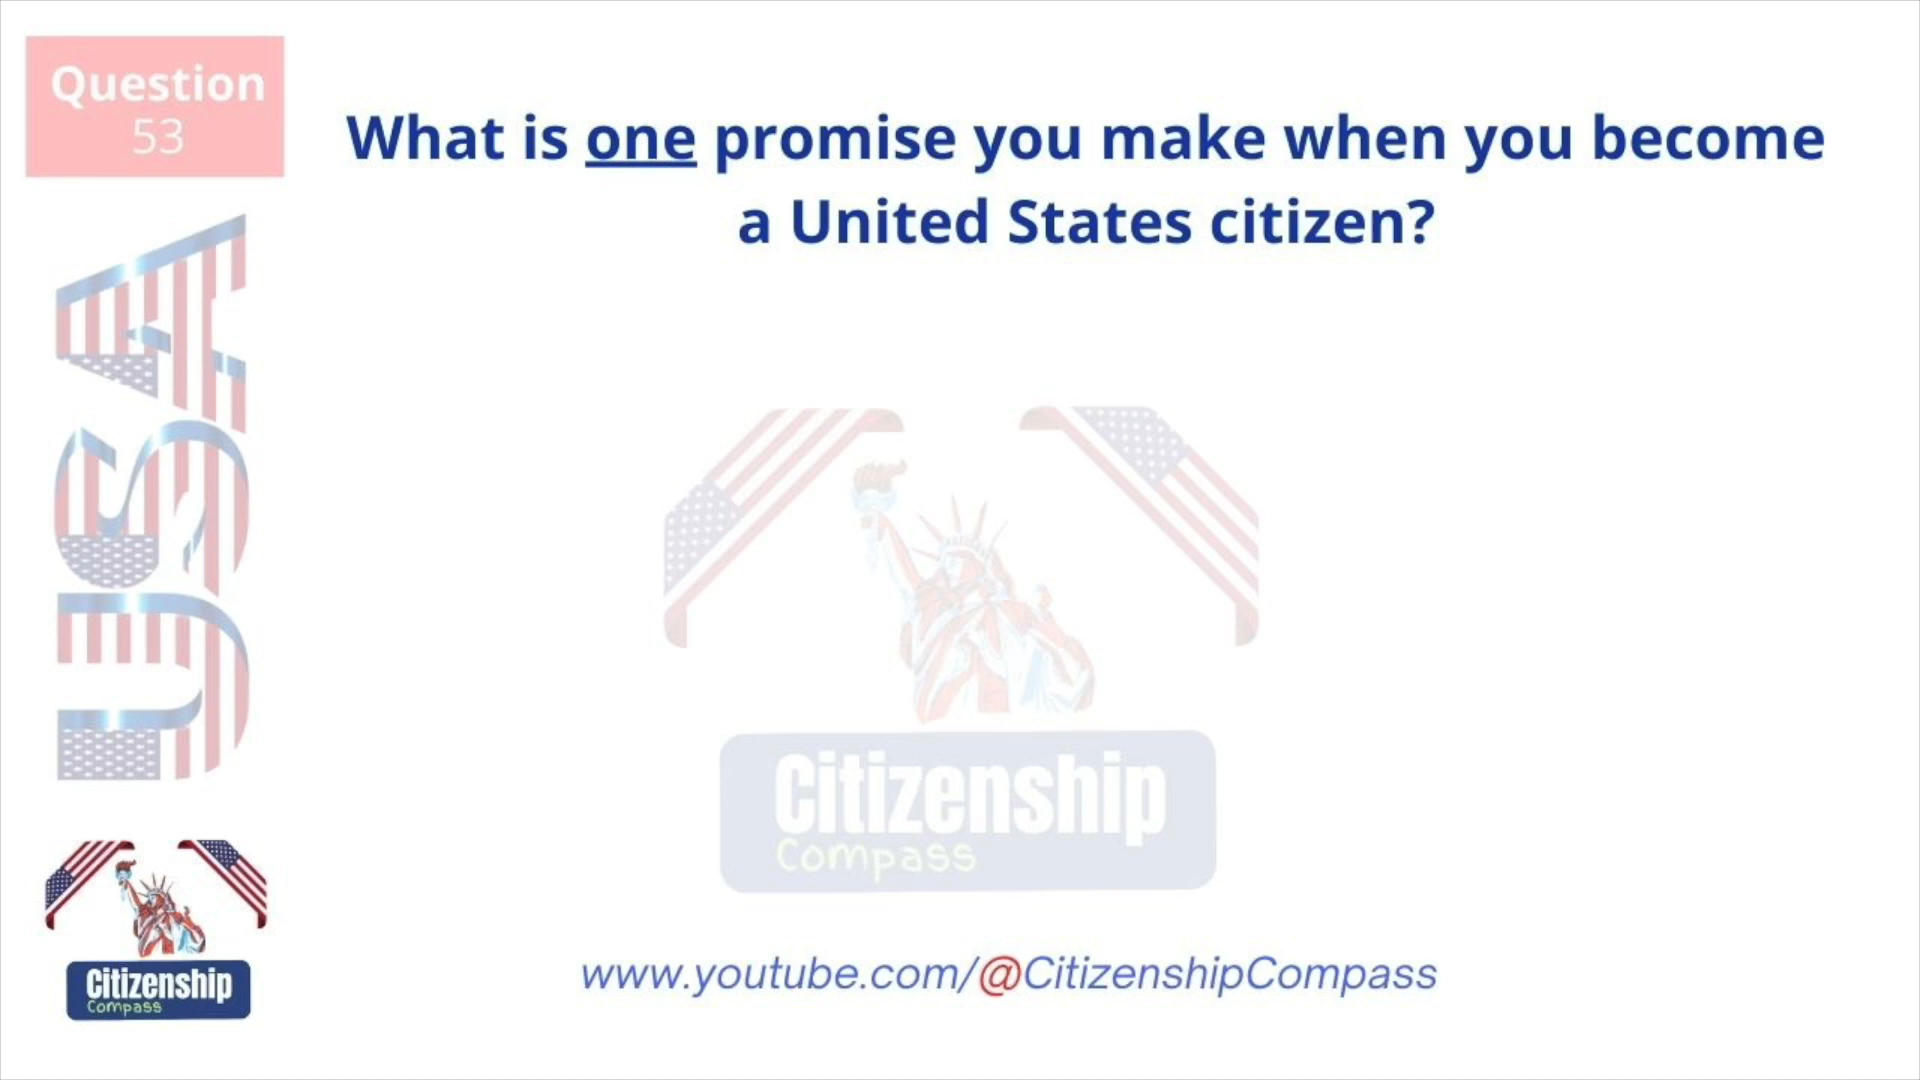 Question
53
What is one promise you make when you become
a United States citizen?
USA
Citizenship
Compass
Citizenship
Compass
www.youtube.com/@CitizenshipCompass